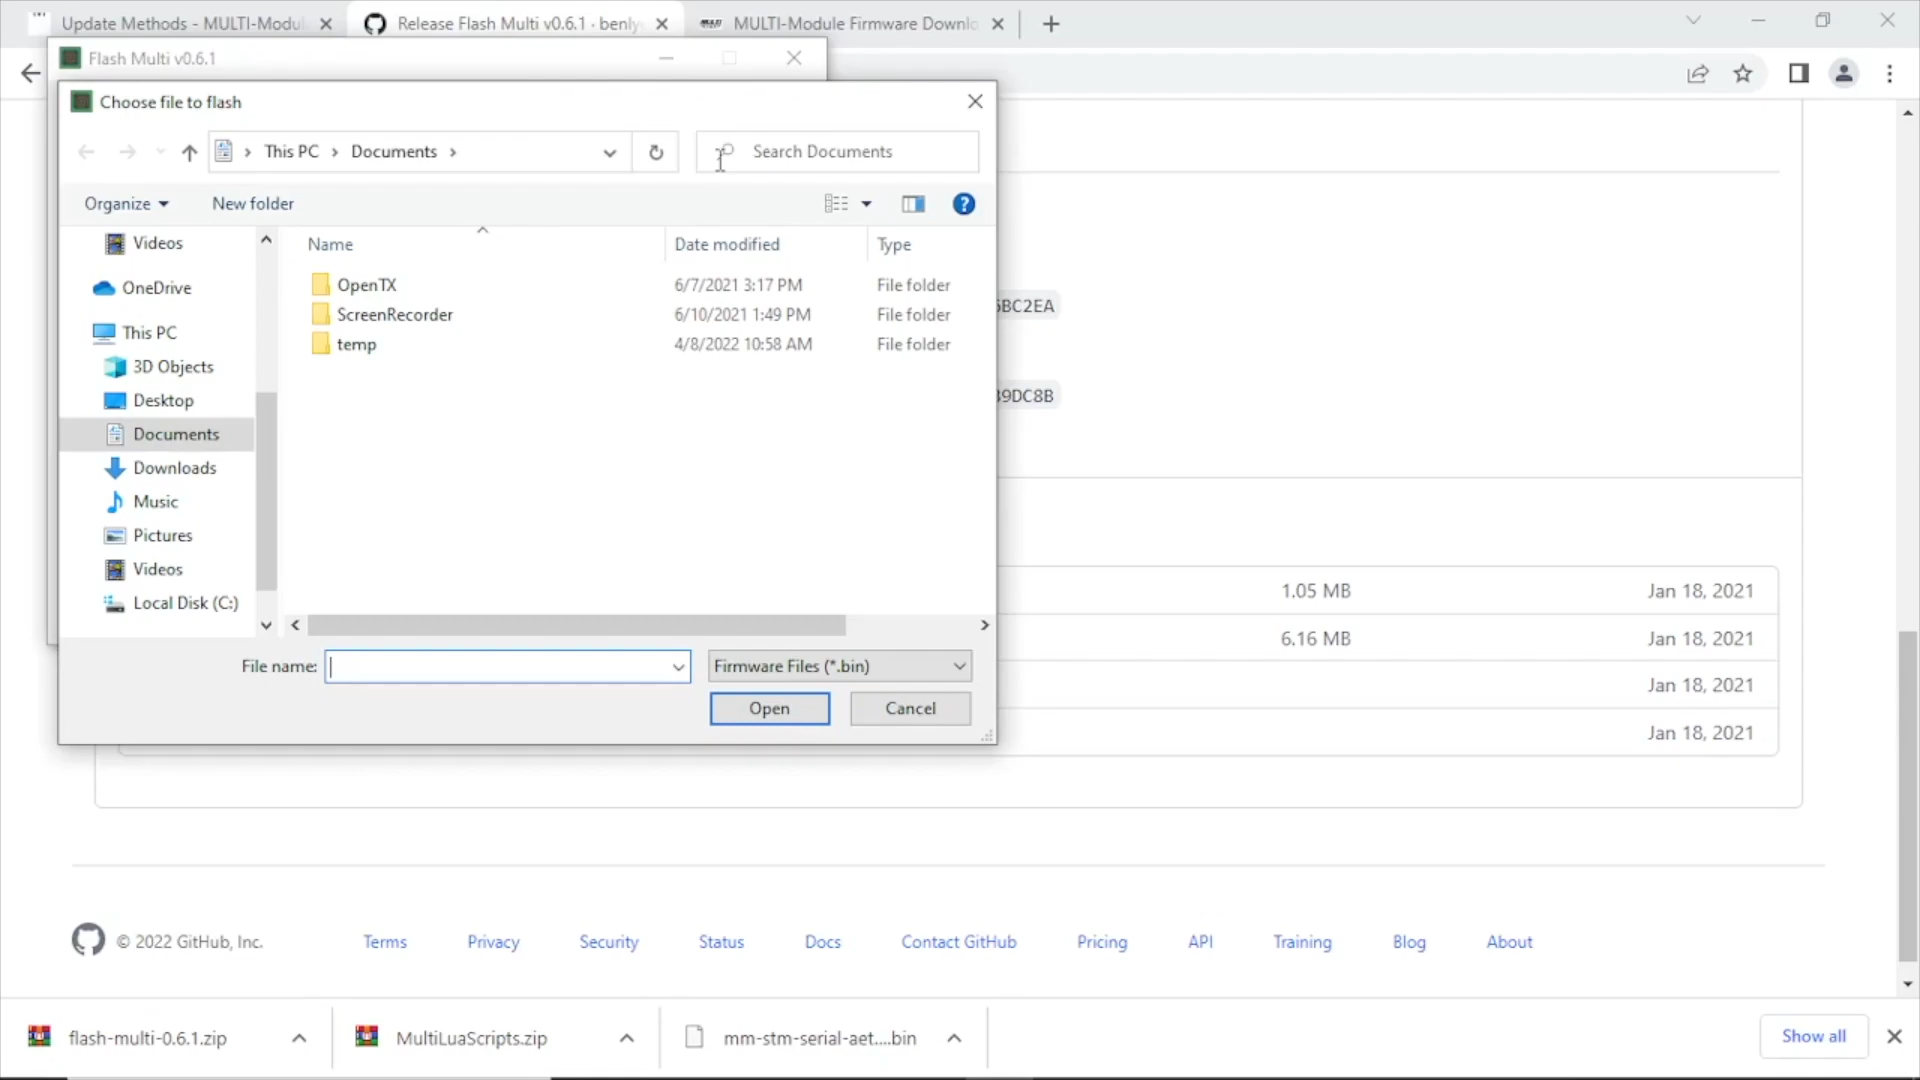 Update Methods - MULTI-Modul
Release Flash Multi v0.6.1 · benly
MULTI-Module Firmware Downlo
Flash Multi v0.6.1
Choose file to flash
This PC
Documents
Search Documents
Organize
New folder
Videos
OneDrive
This PC
3D Objects
Desktop
Documents
Downloads
Music
Pictures
Videos
Local Disk (C:)
Name Date modified Type
OpenTX 6/7/2021 3:17 PM File folder
ScreenRecorder 6/10/2021 1:49 PM File folder
temp 4/8/2022 10:58 AM File folder
BC2EA
9DC8B
1.05 MB Jan 18, 2021
6.16 MB Jan 18, 2021
Jan 18, 2021
Jan 18, 2021
File name:
Firmware Files (*.bin)
Open
Cancel
© 2022 GitHub, Inc. Terms Privacy Security Status Docs Contact GitHub Pricing API Training Blog About
flash-multi-0.6.1.zip
MultiLuaScripts.zip
mm-stm-serial-aet....bin
Show all